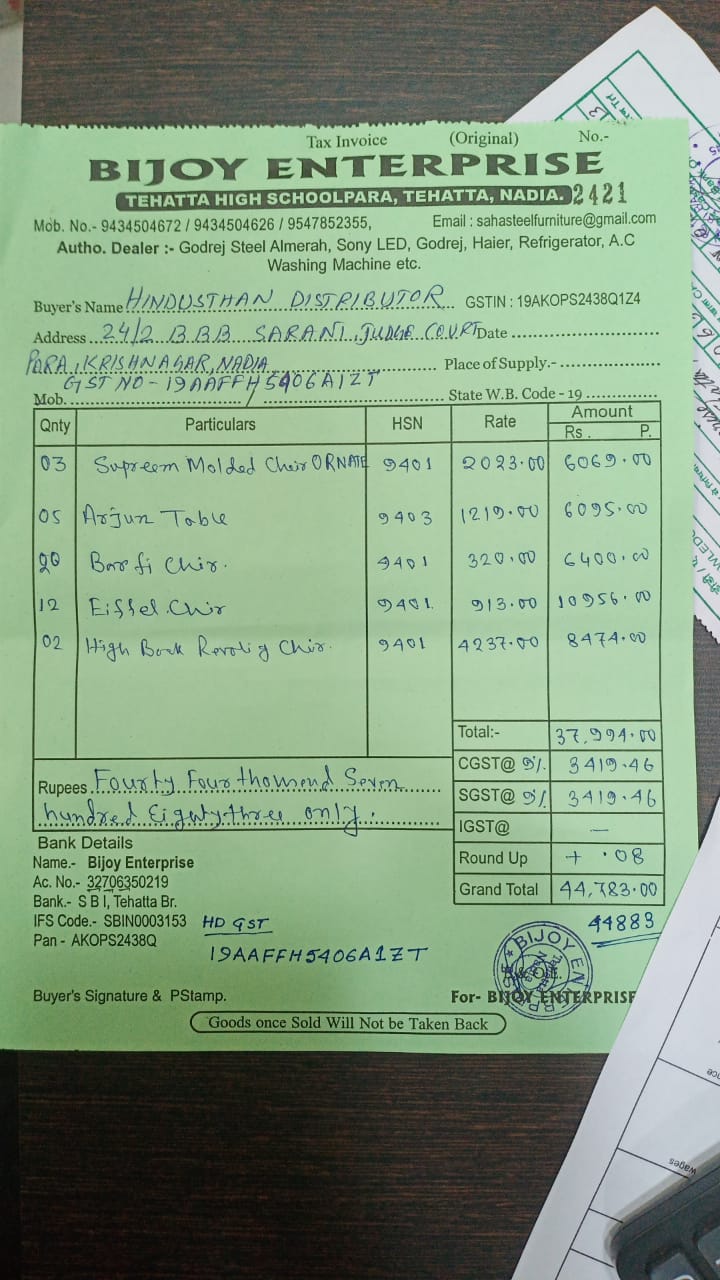 Tax Invoice (Original) No.-
BIJOY ENTERPRISE
TEHATTA HIGH SCHOOLPARA, TEHATTA, NADIA. 2421
Mob. No.- 9434504672 / 9434504626 / 9547852355, Email : sahasteelfurniture@gmail.com
Autho. Dealer :- Godrej Steel Almerah, Sony LED, Godrej, Haier, Refrigerator, A.C
Washing Machine etc.
Buyer's Name HINDUSTHAN DISTRIBUTOR GSTIN : 19AKOPS2438Q1Z4
Address 24/2 B.B.B SARANI, JUDGE COURT Date
PARA, KRISHNAGAR, NADIA Place of Supply.-
GST NO - 19AAFFH5406A1ZT
Mob. State W.B. Code - 19
Qnty Particulars HSN Rate Amount
Rs. P.
03 Supreem Molded Cheir ORNATE 9401 2023.00 6069.00
05 Arjun Table 9403 1219.00 6095.00
20 Barfi Chir. 9401 320.00 6400.00
12 Eiffel Chir 9401 913.00 10956.00
02 High Back Revolig Chir. 9401 4237.00 8474.00
Total:- 37,994.00
CGST@ 9% 3419.46
SGST@ 9% 3419.46
IGST@ —
Round Up + .08
Grand Total 44,783.00
Rupees Fourty Four thousend Seven
hundred Eighty three only.
Bank Details
Name.- Bijoy Enterprise
Ac. No.- 32706350219
Bank.- S B I, Tehatta Br.
IFS Code.- SBIN0003153 HD GST 44883
Pan - AKOPS2438Q 19AAFFH5406A1ZT
BIJOY EN
Buyer's Signature & PStamp. For- BIJOY ENTERPRISE
Goods once Sold Will Not be Taken Back
wages